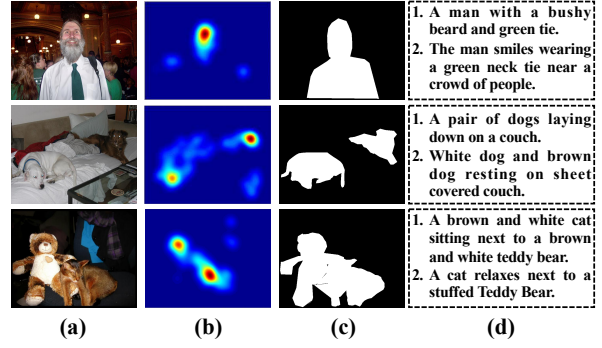 1. A man with a bushy
beard and green tie.
2. The man smiles wearing
a green neck tie near a
crowd of people.
1. A pair of dogs laying
down on a couch.
2. White dog and brown
dog resting on sheet
covered couch.
1. A brown and white cat
sitting next to a brown
and white teddy bear.
2. A cat relaxes next to a
stuffed Teddy Bear.
(a) (b) (c) (d)